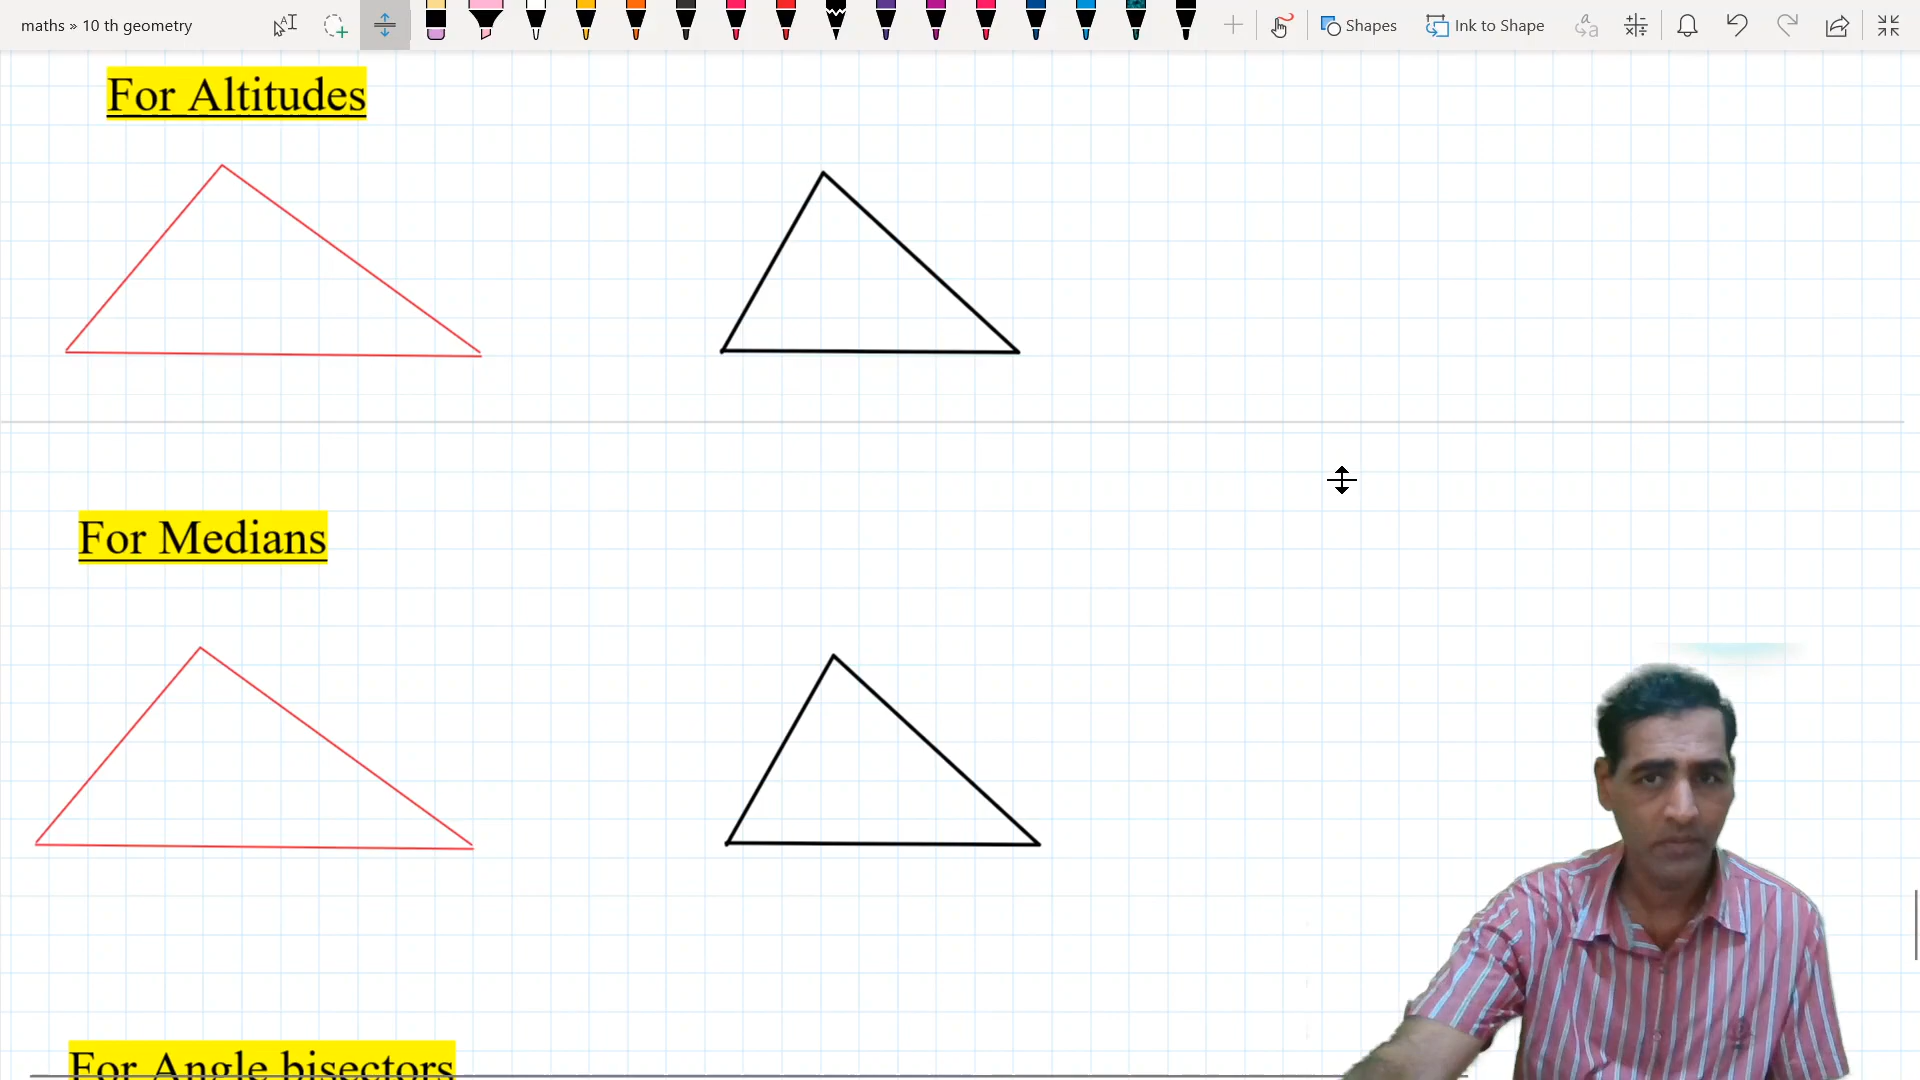 maths » 10 th geometry
Shapes
Ink to Shape
For Altitudes
For Medians
For Angle bisectors